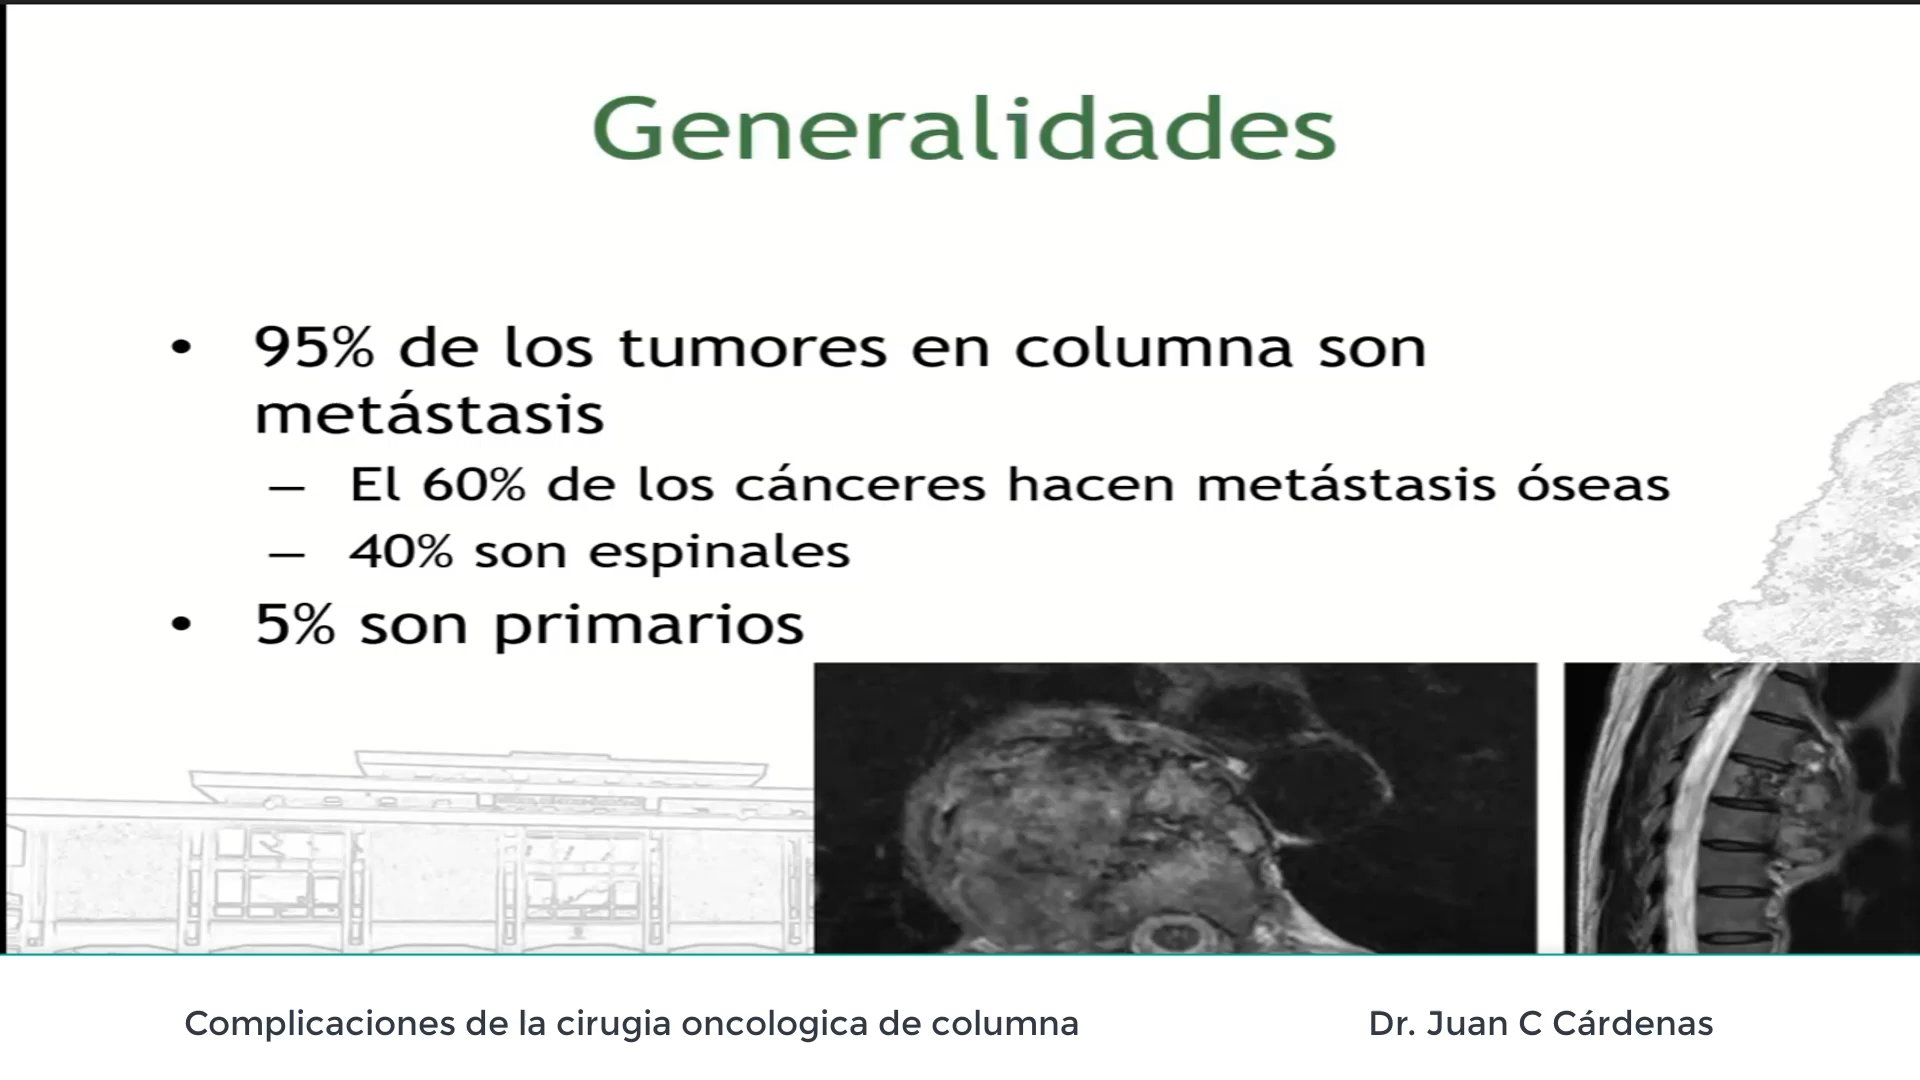 Generalidades
• 95% de los tumores en columna son
metástasis
– El 60% de los cánceres hacen metástasis óseas
– 40% son espinales
• 5% son primarios
Complicaciones de la cirugia oncologica de columna
Dr. Juan C Cárdenas